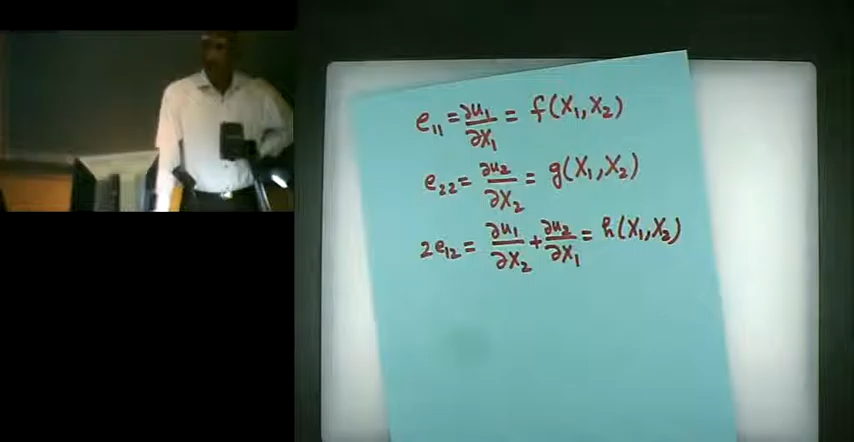 e₁₁ = ∂u₁/∂X₁ = f(X₁,X₂)
e₂₂ = ∂u₂/∂X₂ = g(X₁,X₂)
2e₁₂ = ∂u₁/∂X₂ + ∂u₂/∂X₁ = h(X₁,X₂)